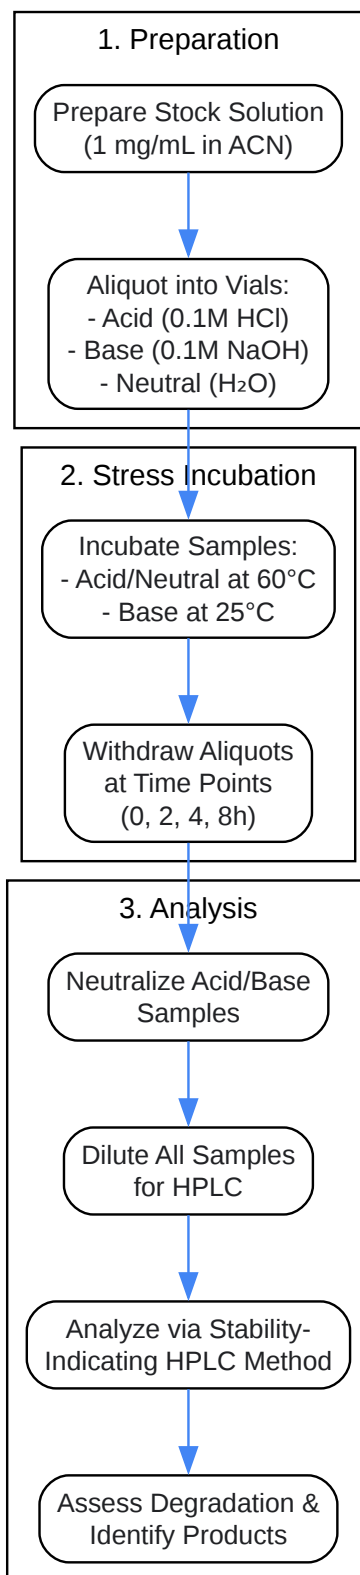 1. Preparation
Prepare Stock Solution
(1 mg/mL in ACN)
Aliquot into Vials:
- Acid (0.1M HCl)
- Base (0.1M NaOH)
- Neutral (H₂O)
2. Stress Incubation
Incubate Samples:
- Acid/Neutral at 60°C
- Base at 25°C
Withdraw Aliquots
at Time Points
(0, 2, 4, 8h)
3. Analysis
Neutralize Acid/Base
Samples
Dilute All Samples
for HPLC
Analyze via Stability-
Indicating HPLC Method
Assess Degradation &
Identify Products